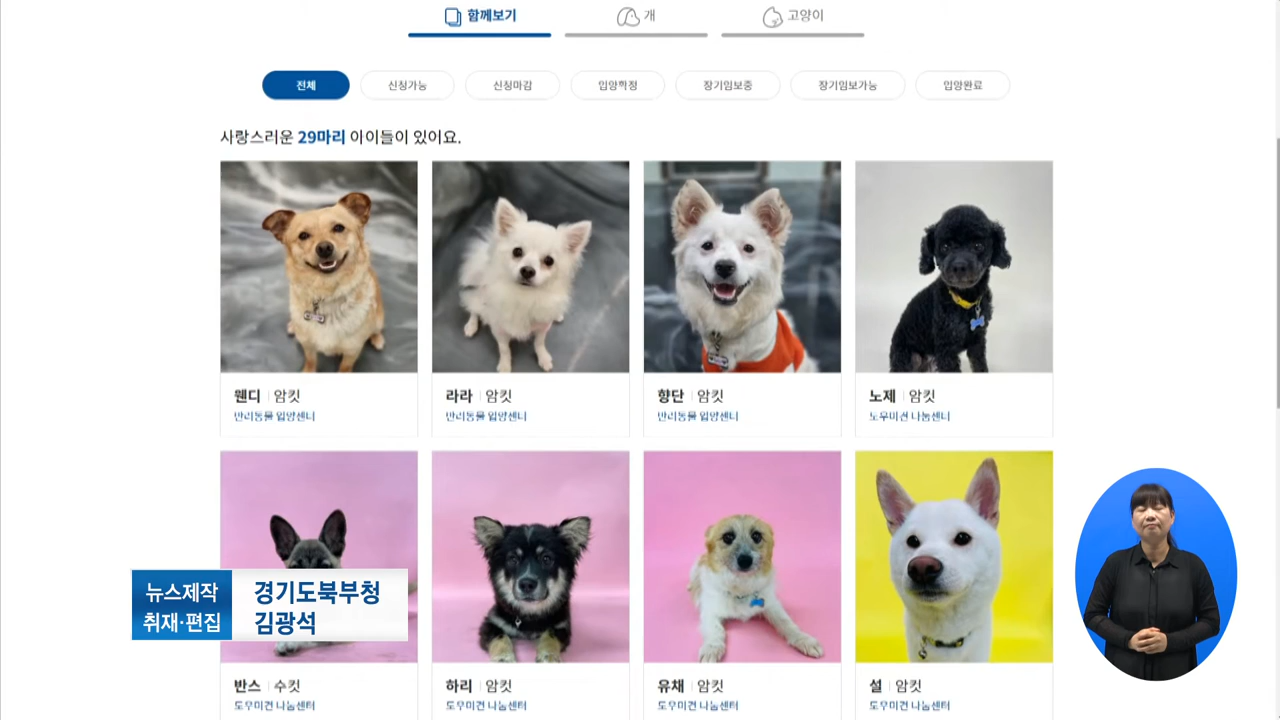 함께보기
개
고양이
전체
신청가능
신청마감
입양확정
장기임보중
장기임보가능
입양완료
사랑스러운 29마리 아이들이 있어요.
웬디 암컷
반려동물 입양센터
라라 암컷
반려동물 입양센터
향단 암컷
반려동물 입양센터
노제 암컷
도우미견 나눔센터
뉴스제작
취재·편집
경기도북부청
김광석
반스 수컷
도우미견 나눔센터
하리 암컷
도우미견 나눔센터
유채 암컷
도우미견 나눔센터
설 암컷
도우미견 나눔센터